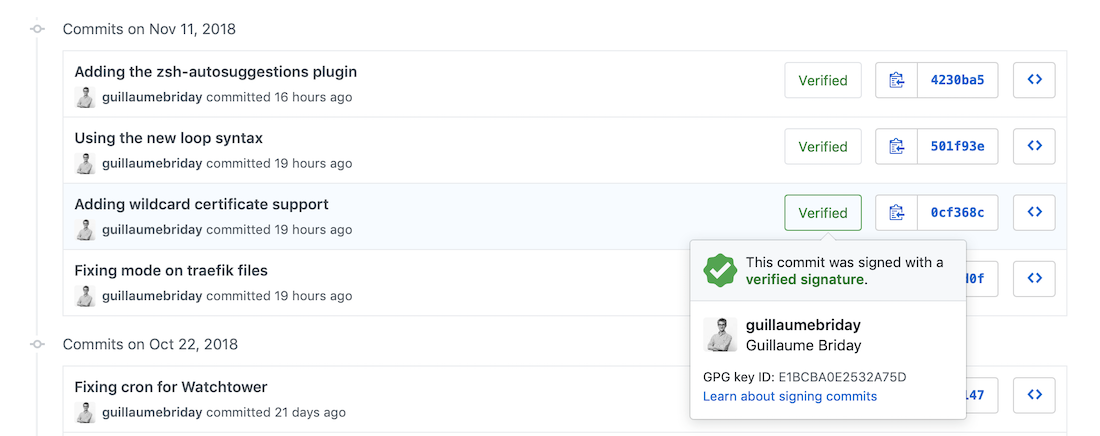 Commits on Nov 11, 2018
Adding the zsh-autosuggestions plugin
guillaumebriday committed 16 hours ago
Verified
4230ba5
Using the new loop syntax
guillaumebriday committed 19 hours ago
Verified
501f93e
Adding wildcard certificate support
guillaumebriday committed 19 hours ago
Verified
0cf368c
Fixing mode on traefik files
guillaumebriday committed 19 hours ago
This commit was signed with a
verified signature.
guillaumebriday
Guillaume Briday
GPG key ID: E1BCBA0E2532A75D
Learn about signing commits
Commits on Oct 22, 2018
Fixing cron for Watchtower
guillaumebriday committed 21 days ago